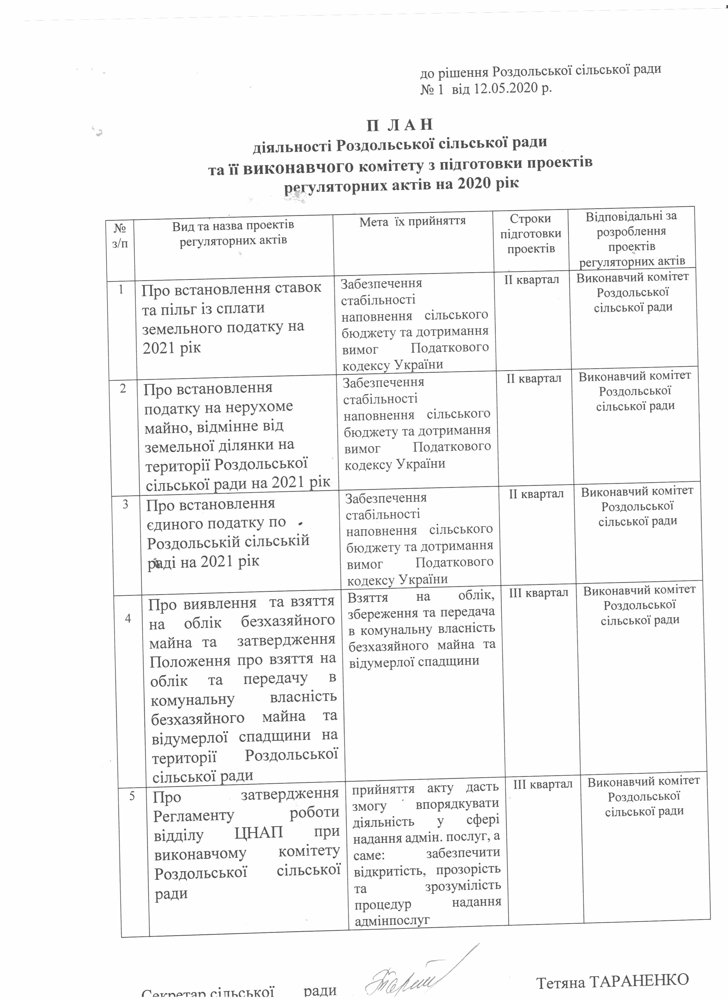 до рішення Роздольської сільської ради
№ 1 від 12.05.2020 р.
П Л А Н
діяльності Роздольської сільської ради
та її виконавчого комітету з підготовки проектів
регуляторних актів на 2020 рік
№
з/п
Вид та назва проектів
регуляторних актів
Мета їх прийняття
Строки
підготовки
проектів
Відповідальні за
розроблення
проектів
регуляторних актів
1
Про встановлення ставок
та пільг із сплати
земельного податку на
2021 рік
Забезпечення
стабільності
наповнення сільського
бюджету та дотримання
вимог Податкового
кодексу України
ІІ квартал
Виконавчий комітет
Роздольської
сільської ради
2
Про встановлення
податку на нерухоме
майно, відмінне від
земельної ділянки на
території Роздольської
сільської ради на 2021 рік
Забезпечення
стабільності
наповнення сільського
бюджету та дотримання
вимог Податкового
кодексу України
ІІ квартал
Виконавчий комітет
Роздольської
сільської ради
3
Про встановлення
єдиного податку по
Роздольській сільській
раді на 2021 рік
Забезпечення
стабільності
наповнення сільського
бюджету та дотримання
вимог Податкового
кодексу України
ІІ квартал
Виконавчий комітет
Роздольської
сільської ради
4
Про виявлення та взяття
на облік безхазяйного
майна та затвердження
Положення про взяття на
облік та передачу в
комунальну власність
безхазяйного майна та
відумерлої спадщини на
території Роздольської
сільської ради
Взяття на облік,
збереження та передача
в комунальну власність
безхазяйного майна та
відумерлої спадщини
ІІІ квартал
Виконавчий комітет
Роздольської
сільської ради
5
Про затвердження
Регламенту роботи
відділу ЦНАП при
виконавчому комітету
Роздольської сільської
ради
прийняття акту дасть
змогу впорядкувати
діяльність у сфері
надання адмін. послуг, а
саме: забезпечити
відкритість, прозорість
та зрозумілість
процедур надання
адмінпослуг
ІІІ квартал
Виконавчий комітет
Роздольської
сільської ради
Секретар сільської ради
Тетяна ТАРАНЕНКО